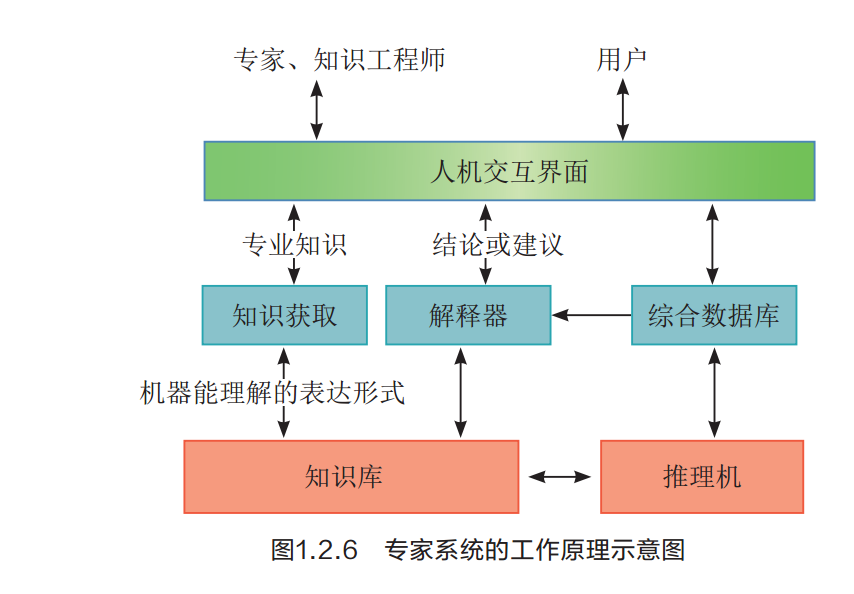 专家、知识工程师 用户
人机交互界面
专业知识 结论或建议
知识获取 解释器 综合数据库
机器能理解的表达形式
知识库 推理机
图1.2.6 专家系统的工作原理示意图